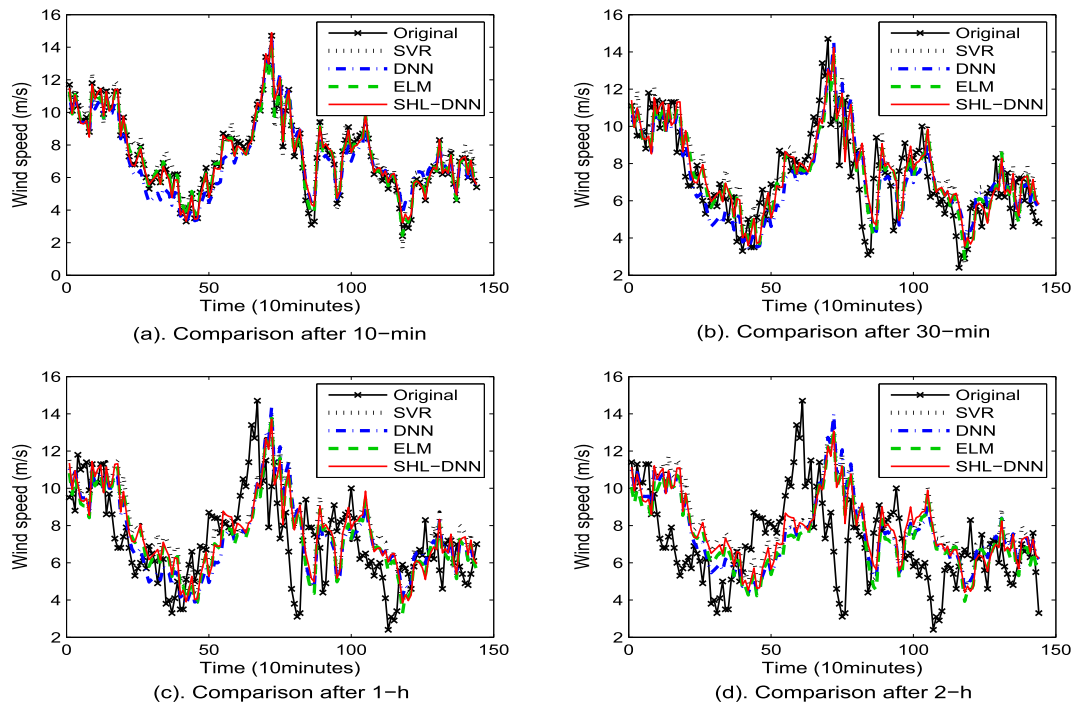 16
14
12
10
8
6
4
2
0
Wind speed (m/s)
Original
SVR
DNN
ELM
SHL−DNN
0 50 100 150
Time (10minutes)
(a). Comparison after 10−min
16
14
12
10
8
6
4
2
Wind speed (m/s)
Original
SVR
DNN
ELM
SHL−DNN
0 50 100 150
Time (10minutes)
(b). Comparison after 30−min
16
14
12
10
8
6
4
2
Wind speed (m/s)
Original
SVR
DNN
ELM
SHL−DNN
0 50 100 150
Time (10minutes)
(c). Comparison after 1−h
16
14
12
10
8
6
4
2
Wind speed (m/s)
Original
SVR
DNN
ELM
SHL−DNN
0 50 100 150
Time (10minutes)
(d). Comparison after 2−h